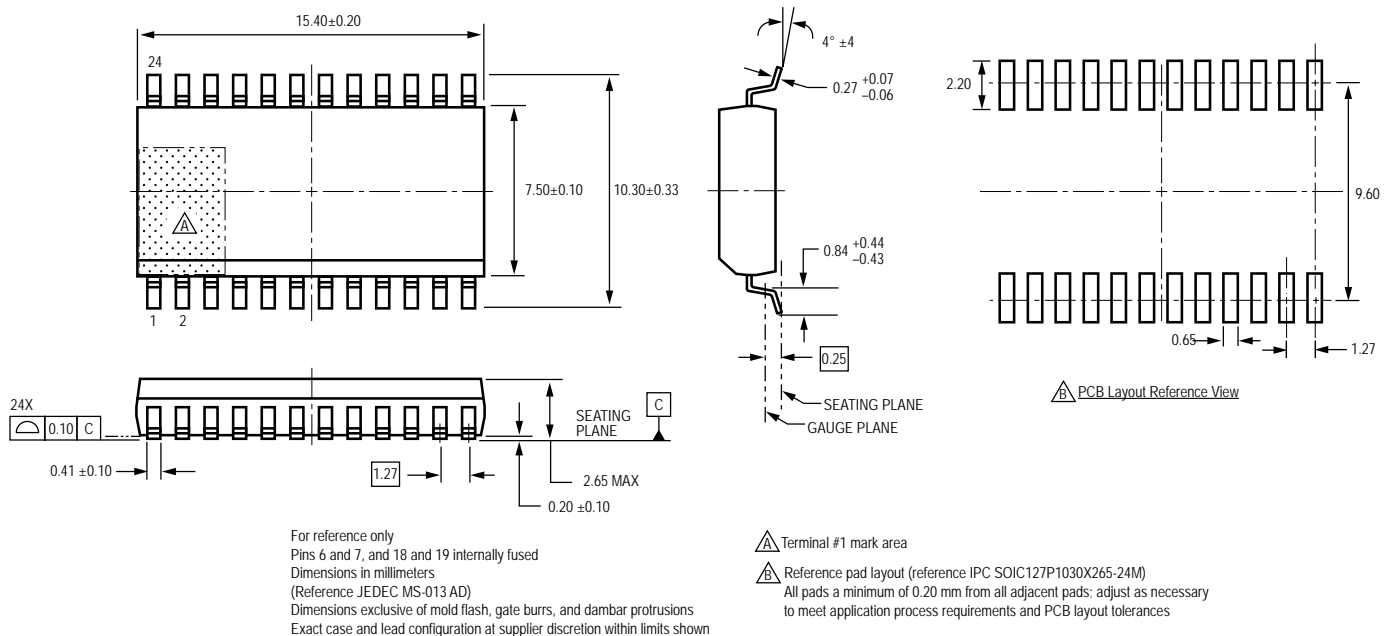 15.40±0.20
24
A
1 2
7.50±0.10
10.30±0.33
4° ±4
0.27 +0.07
–0.06
0.84 +0.44
–0.43
0.25
SEATING PLANE
GAUGE PLANE
2.20
9.60
0.65
1.27
B PCB Layout Reference View
24X
0.10 C
0.41 ±0.10
1.27
SEATING
PLANE
C
2.65 MAX
0.20 ±0.10
For reference only
Pins 6 and 7, and 18 and 19 internally fused
Dimensions in millimeters
(Reference JEDEC MS-013 AD)
Dimensions exclusive of mold flash, gate burrs, and dambar protrusions
Exact case and lead configuration at supplier discretion within limits shown
A Terminal #1 mark area
B Reference pad layout (reference IPC SOIC127P1030X265-24M)
All pads a minimum of 0.20 mm from all adjacent pads; adjust as necessary
to meet application process requirements and PCB layout tolerances